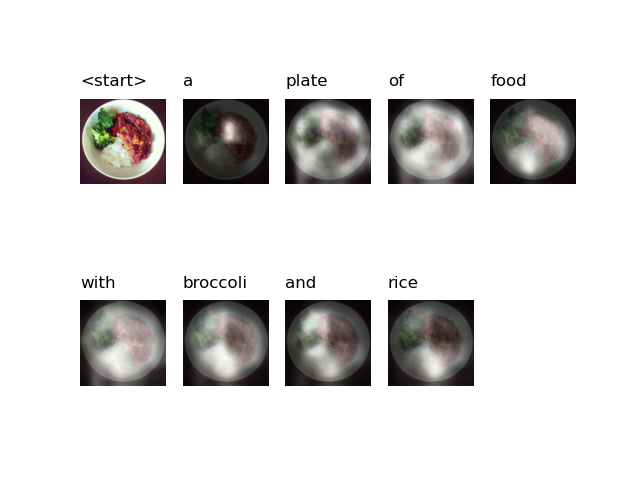 <start> a plate of food
with broccoli and rice